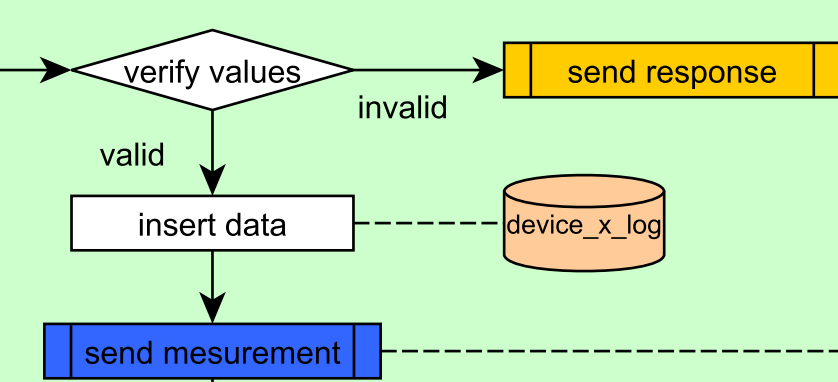 verify values
send response
invalid
valid
insert data
device_x_log
send mesurement